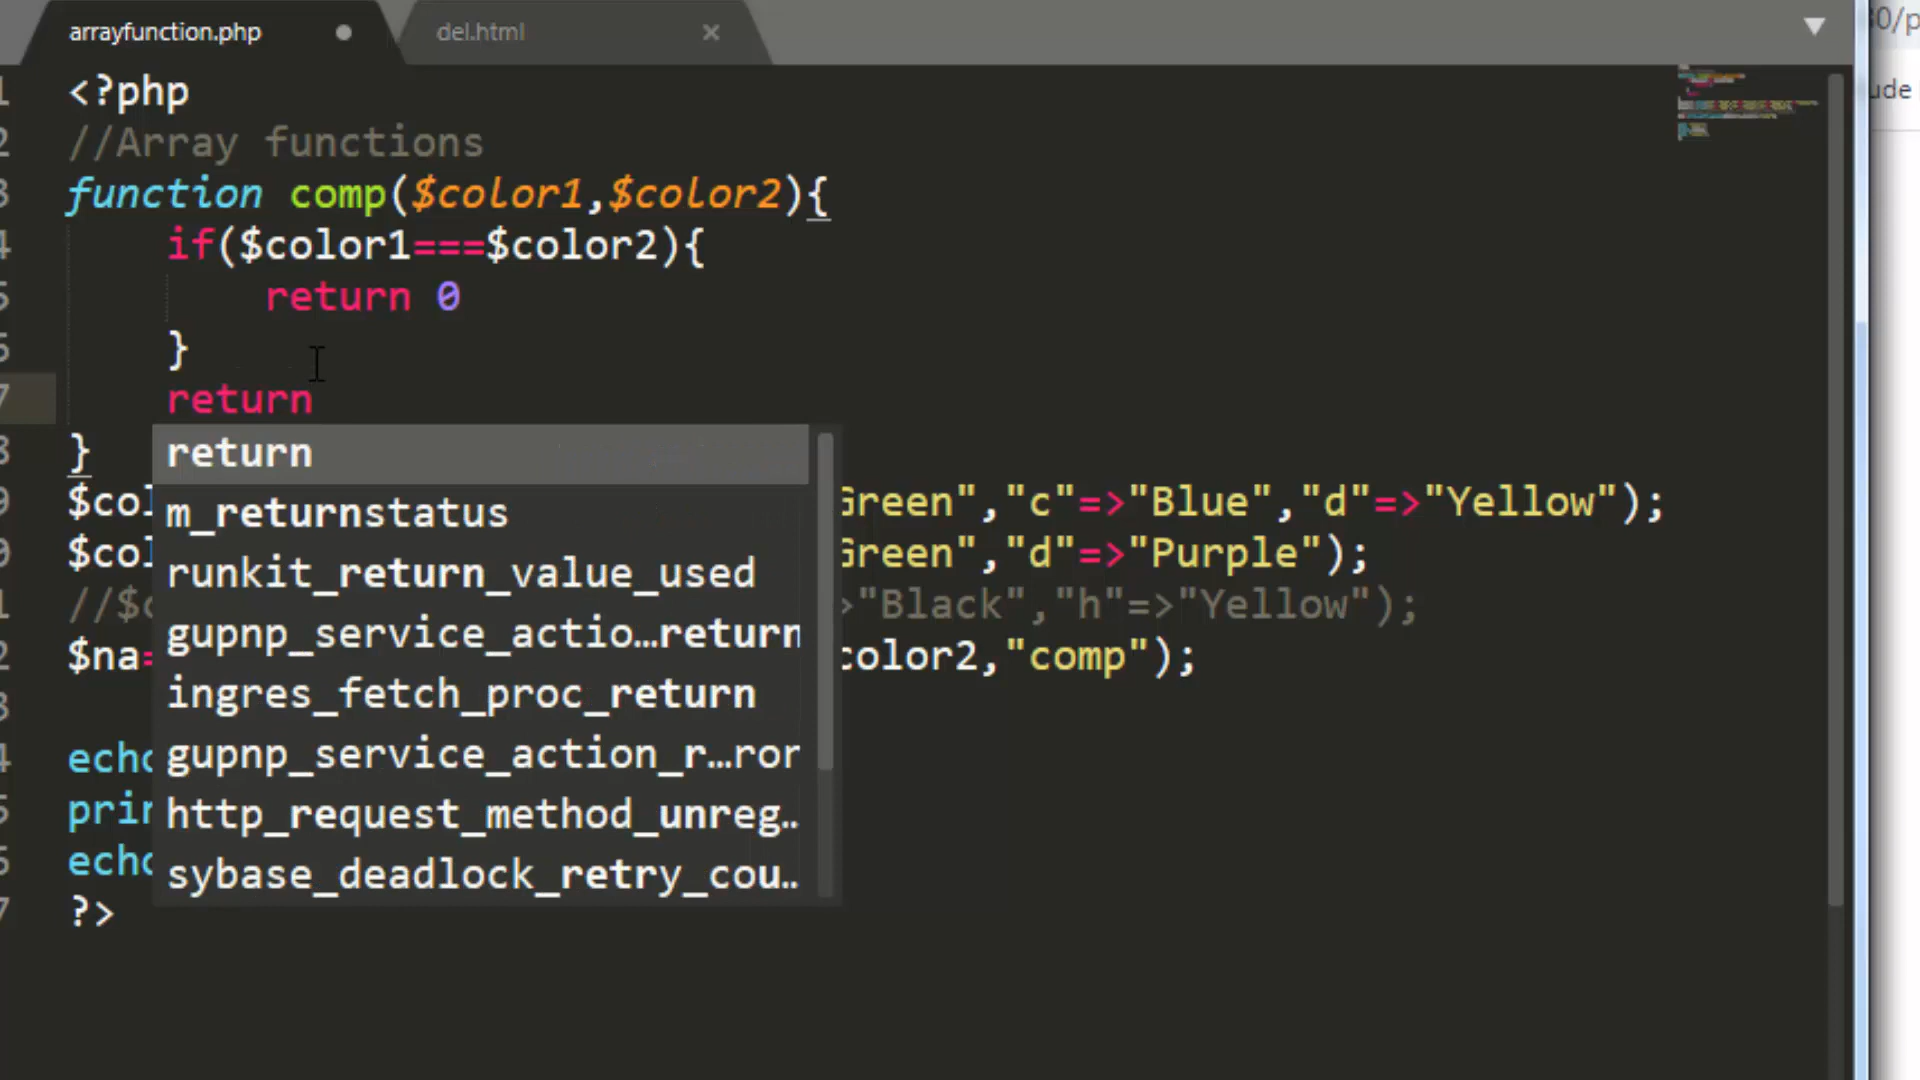 arrayfunction.php
del.html
<?php
//Array functions
function comp($color1,$color2){
if($color1===$color2){
return 0
}
return
}
return
m_returnstatus
runkit_return_value_used
gupnp_service_actio…return
ingres_fetch_proc_return
gupnp_service_action_r…ror
http_request_method_unreg…
sybase_deadlock_retry_cou…
$col
Green","c"=>"Blue","d"=>"Yellow");
$col
Green","d"=>"Purple");
//$c
=>"Black","h"=>"Yellow");
$na=
color2,"comp");
echo
prin
echo
?>